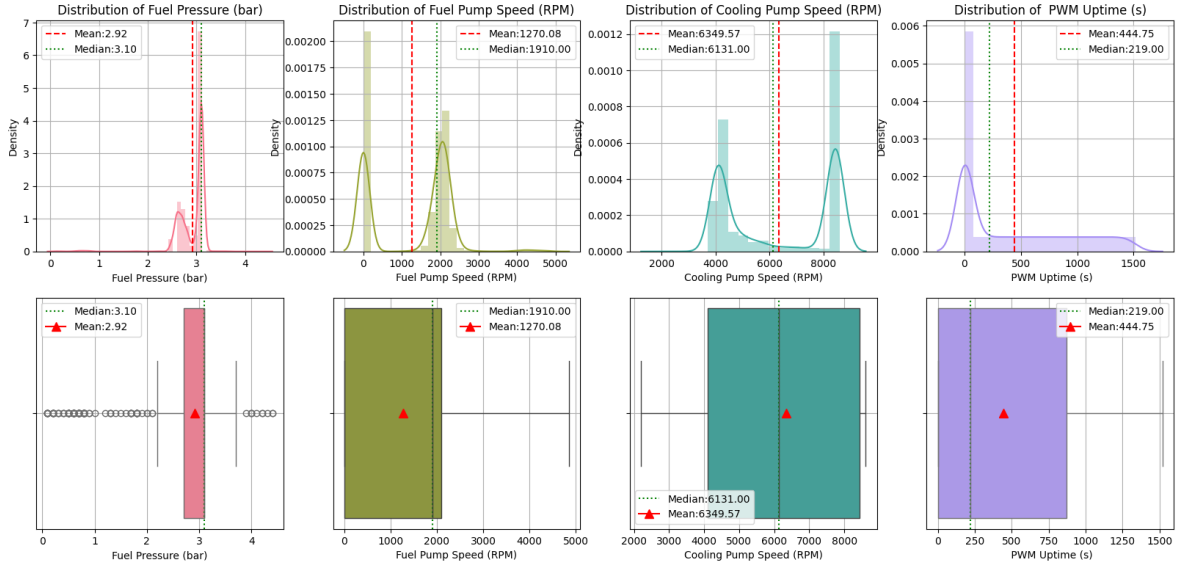 Distribution of Fuel Pressure (bar)
Mean:2.92
Median:3.10
Density
7
6
5
4
3
2
1
0
0 1 2 3 4
Fuel Pressure (bar)
Distribution of Fuel Pump Speed (RPM)
Mean:1270.08
Median:1910.00
Density
0.00200
0.00175
0.00150
0.00125
0.00100
0.00075
0.00050
0.00025
0.00000
0 1000 2000 3000 4000 5000
Fuel Pump Speed (RPM)
Distribution of Cooling Pump Speed (RPM)
Mean:6349.57
Median:6131.00
Density
0.0012
0.0010
0.0008
0.0006
0.0004
0.0002
0.0000
2000 4000 6000 8000
Cooling Pump Speed (RPM)
Distribution of  PWM Uptime (s)
Mean:444.75
Median:219.00
Density
0.006
0.005
0.004
0.003
0.002
0.001
0.000
0 500 1000 1500
PWM Uptime (s)
Median:3.10
Mean:2.92
0 1 2 3 4
Fuel Pressure (bar)
Median:1910.00
Mean:1270.08
0 1000 2000 3000 4000 5000
Fuel Pump Speed (RPM)
Median:6131.00
Mean:6349.57
2000 3000 4000 5000 6000 7000 8000
Cooling Pump Speed (RPM)
Median:219.00
Mean:444.75
0 250 500 750 1000 1250 1500
PWM Uptime (s)